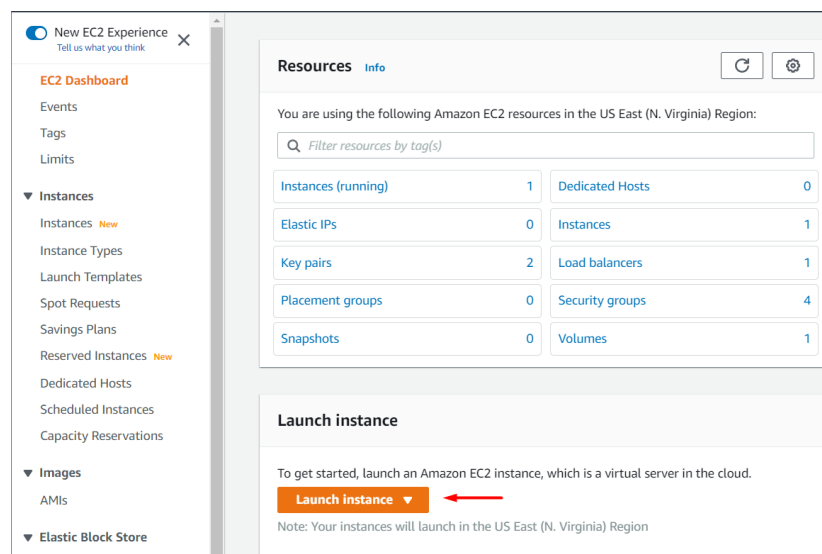 New EC2 Experience
Tell us what you think
EC2 Dashboard
Events
Tags
Limits
Instances
Instances New
Instance Types
Launch Templates
Spot Requests
Savings Plans
Reserved Instances New
Dedicated Hosts
Scheduled Instances
Capacity Reservations
Images
AMIs
Elastic Block Store
Resources Info
You are using the following Amazon EC2 resources in the US East (N. Virginia) Region:
Filter resources by tag(s)
Instances (running) 1 Dedicated Hosts 0
Elastic IPs 0 Instances 1
Key pairs 2 Load balancers 1
Placement groups 0 Security groups 4
Snapshots 0 Volumes 1
Launch instance
To get started, launch an Amazon EC2 instance, which is a virtual server in the cloud.
Launch instance
Note: Your instances will launch in the US East (N. Virginia) Region